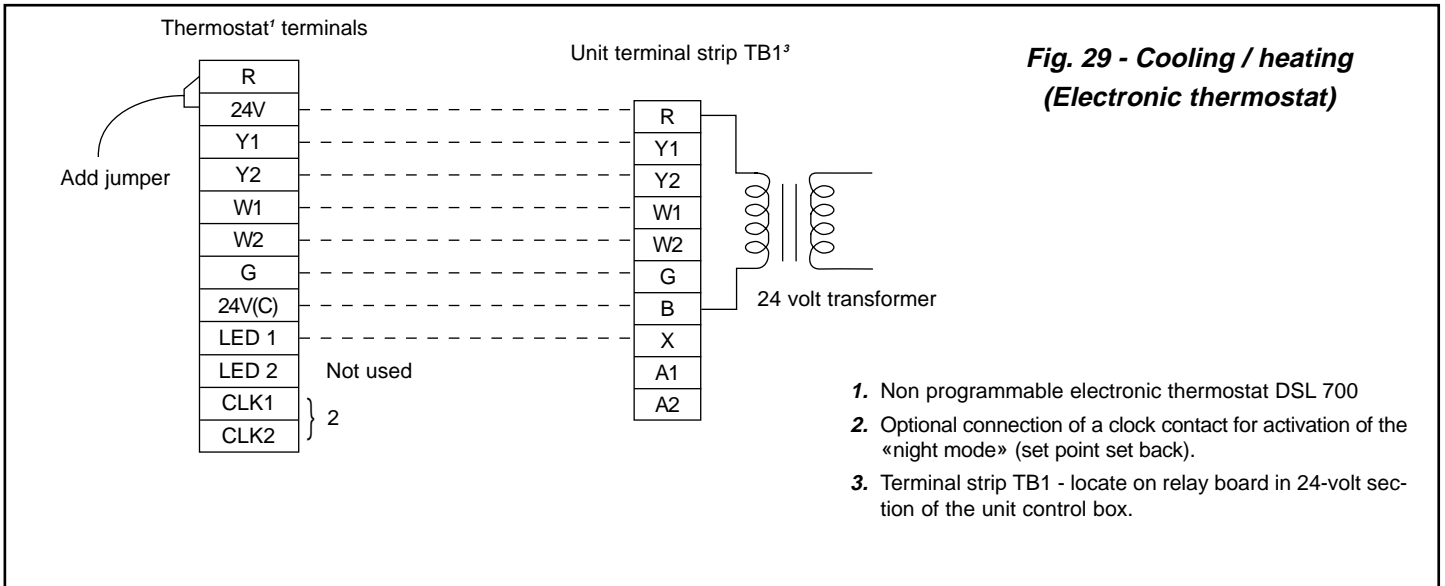 Thermostat¹ terminals
Unit terminal strip TB1³
Fig. 29 - Cooling / heating
(Electronic thermostat)
R
24V
Y1
Y2
W1
W2
G
24V(C)
LED 1
LED 2
CLK1
CLK2
Add jumper
Not used
2
R
Y1
Y2
W1
W2
G
B
X
A1
A2
24 volt transformer
1. Non programmable electronic thermostat DSL 700
2. Optional connection of a clock contact for activation of the
«night mode» (set point set back).
3. Terminal strip TB1 - locate on relay board in 24-volt sec-
tion of the unit control box.